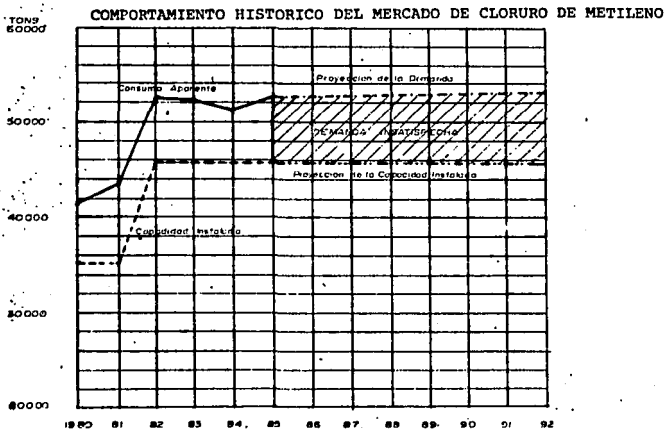 COMPORTAMIENTO HISTORICO DEL MERCADO DE CLORURO DE METILENO
TONS
60000
Consumo Aparente
Proyeccion de la Demanda
50000
DEMANDA INSATISFECHA
Proyeccion de la Capacidad Instalada
40000
Capacidad Instalada
30000
20000
1980 81 82 83 84 85 86 87 88 89 90 91 92